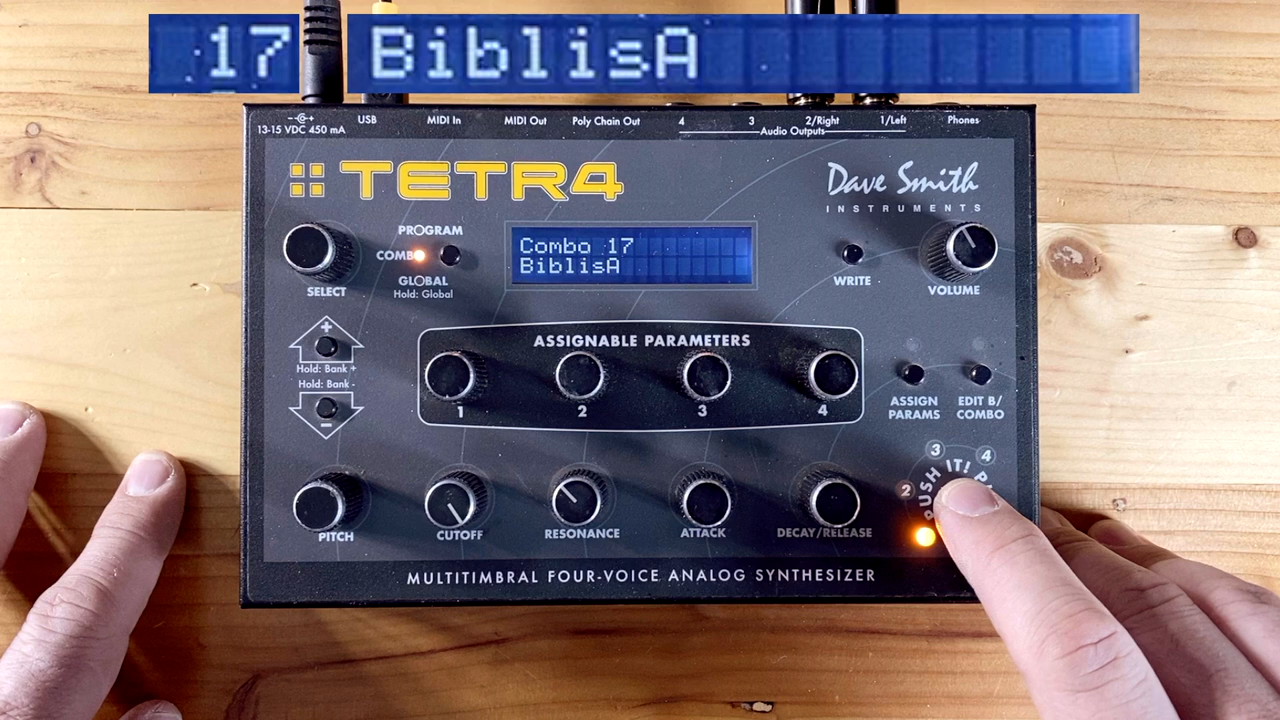 17 BiblisA
13-15 VDC 450 mA
USB
MIDI In
MIDI Out
Poly Chain Out
4
3
2/Right
1/Left
Audio Outputs
Phones
TETR4
Dave Smith
INSTRUMENTS
PROGRAM
COMBO
GLOBAL
Hold: Global
SELECT
Combo 17
BiblisA
WRITE
VOLUME
+
Hold: Bank +
Hold: Bank -
-
ASSIGNABLE PARAMETERS
1
2
3
4
ASSIGN
PARAMS
EDIT B/
COMBO
PITCH
CUTOFF
RESONANCE
ATTACK
DECAY/RELEASE
2
3
4
PUSH IT!
MULTITIMBRAL FOUR-VOICE ANALOG SYNTHESIZER